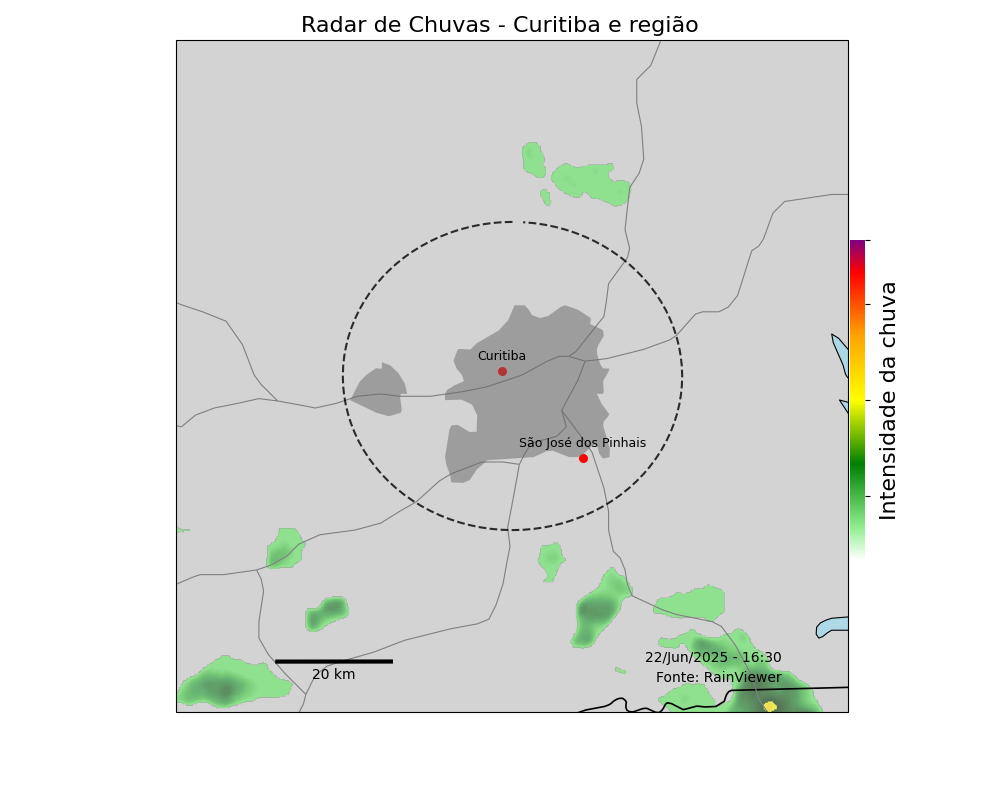 Radar de Chuvas - Curitiba e região
Curitiba
São José dos Pinhais
Intensidade da chuva
22/Jun/2025 - 16:30
Fonte: RainViewer
20 km